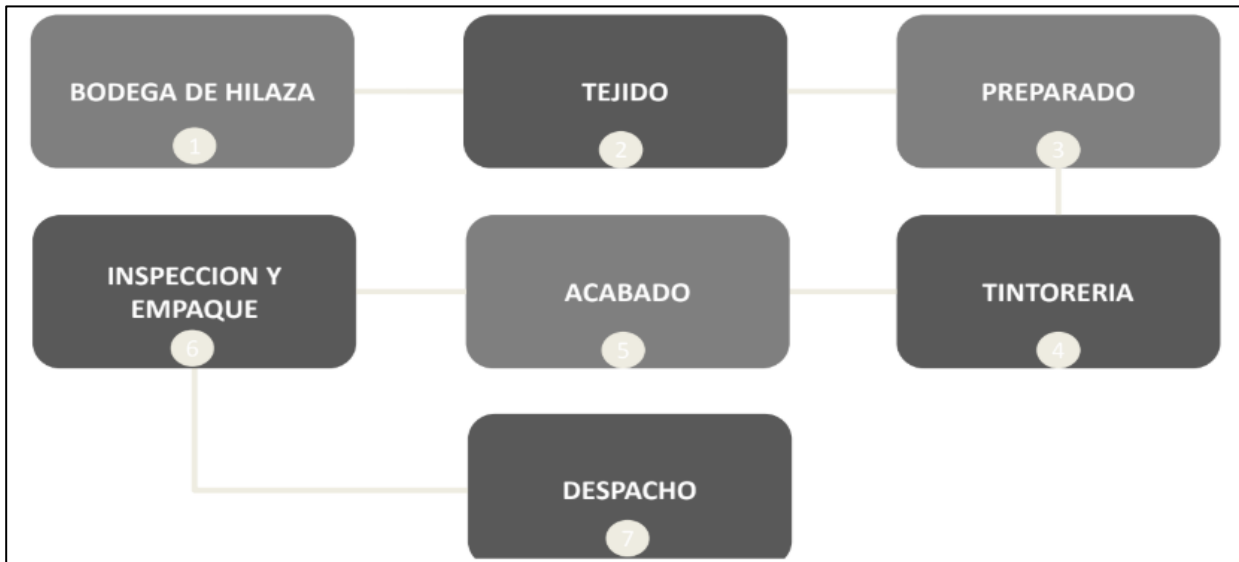 BODEGA DE HILAZA
1
TEJIDO
2
PREPARADO
3
TINTORERIA
4
ACABADO
5
INSPECCION Y
EMPAQUE
6
DESPACHO
7